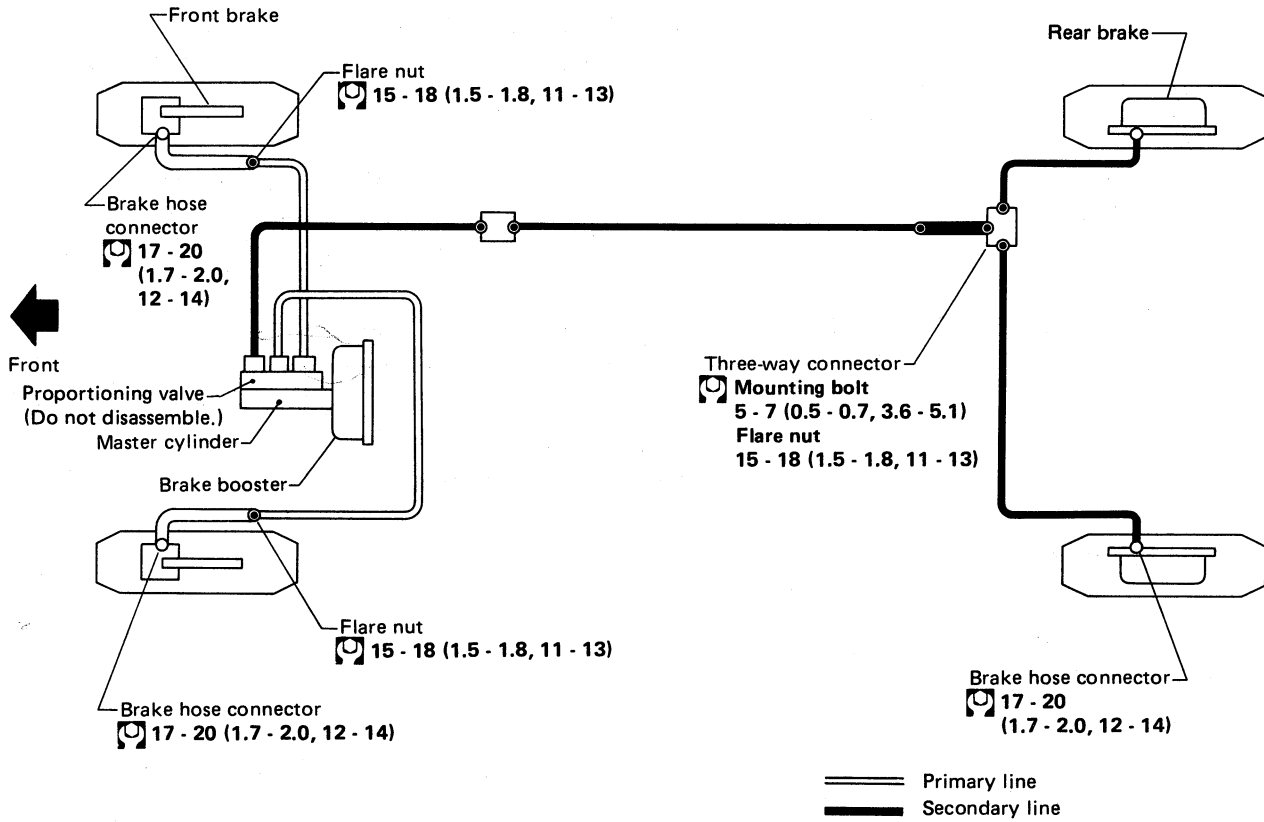 Front brake
Rear brake
Flare nut
15 - 18 (1.5 - 1.8, 11 - 13)
Brake hose
connector
17 - 20
(1.7 - 2.0,
12 - 14)
Front
Proportioning valve
(Do not disassemble.)
Master cylinder
Brake booster
Three-way connector
Mounting bolt
5 - 7 (0.5 - 0.7, 3.6 - 5.1)
Flare nut
15 - 18 (1.5 - 1.8, 11 - 13)
Flare nut
15 - 18 (1.5 - 1.8, 11 - 13)
Brake hose connector
17 - 20 (1.7 - 2.0, 12 - 14)
Brake hose connector
17 - 20
(1.7 - 2.0, 12 - 14)
Primary line
Secondary line